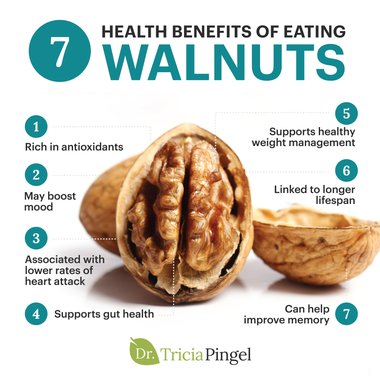 7
HEALTH BENEFITS OF EATING
WALNUTS
1
Rich in antioxidants
2
May boost
mood
3
Associated with
lower rates of
heart attack
4
Supports gut health
5
Supports healthy
weight management
6
Linked to longer
lifespan
7
Can help
improve memory
Dr. Tricia Pingel